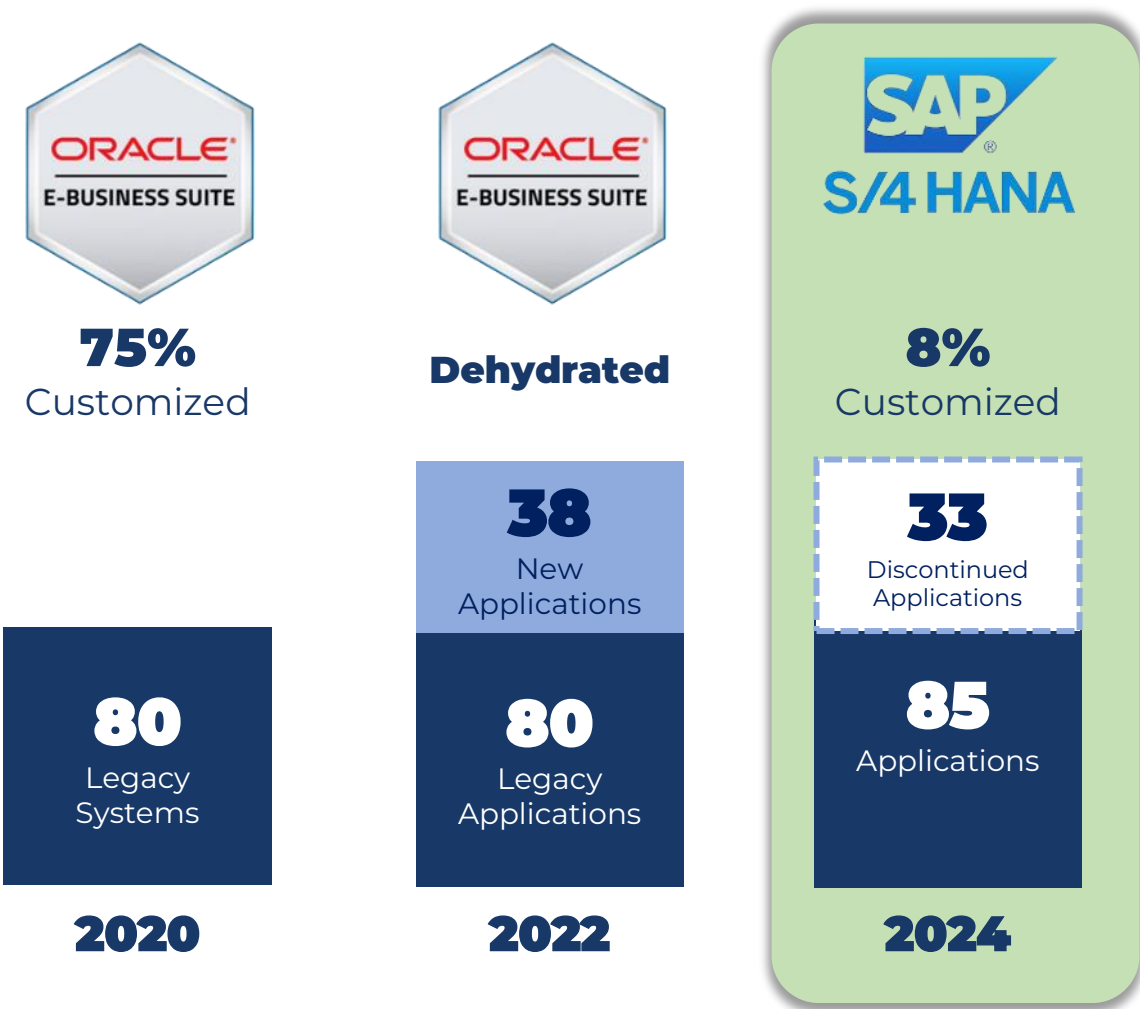 ORACLE®
E-BUSINESS SUITE
75%
Customized
80
Legacy
Systems
2020
ORACLE®
E-BUSINESS SUITE
Dehydrated
38
New
Applications
80
Legacy
Applications
2022
SAP®
S/4 HANA
8%
Customized
33
Discontinued
Applications
85
Applications
2024